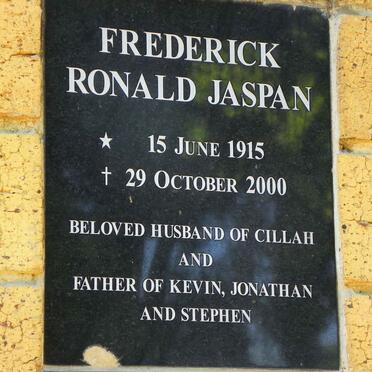 FREDERICK
RONALD JASPAN
★ 15 JUNE 1915
† 29 OCTOBER 2000
BELOVED HUSBAND OF CILLAH
AND
FATHER OF KEVIN, JONATHAN
AND STEPHEN